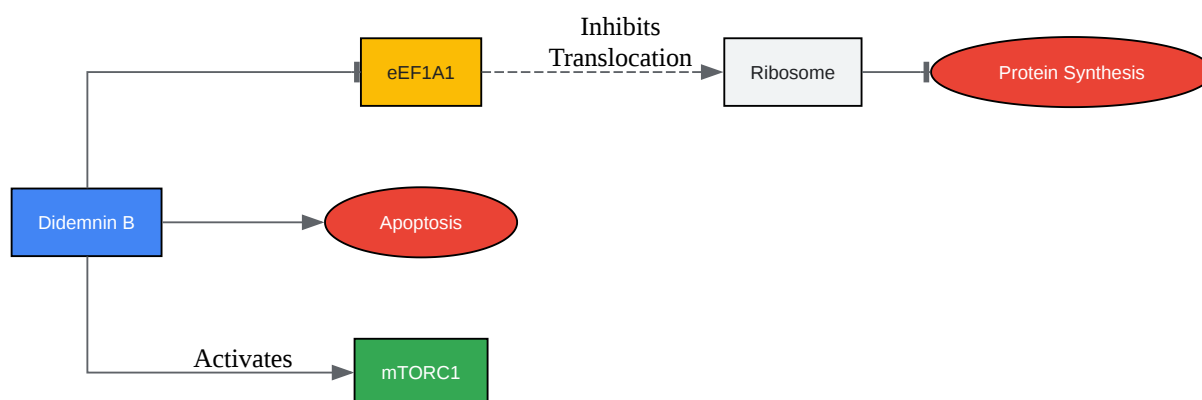 Inhibits
Translocation
eEF1A1
Ribosome
Protein Synthesis
Didemnin B
Apoptosis
Activates
mTORC1